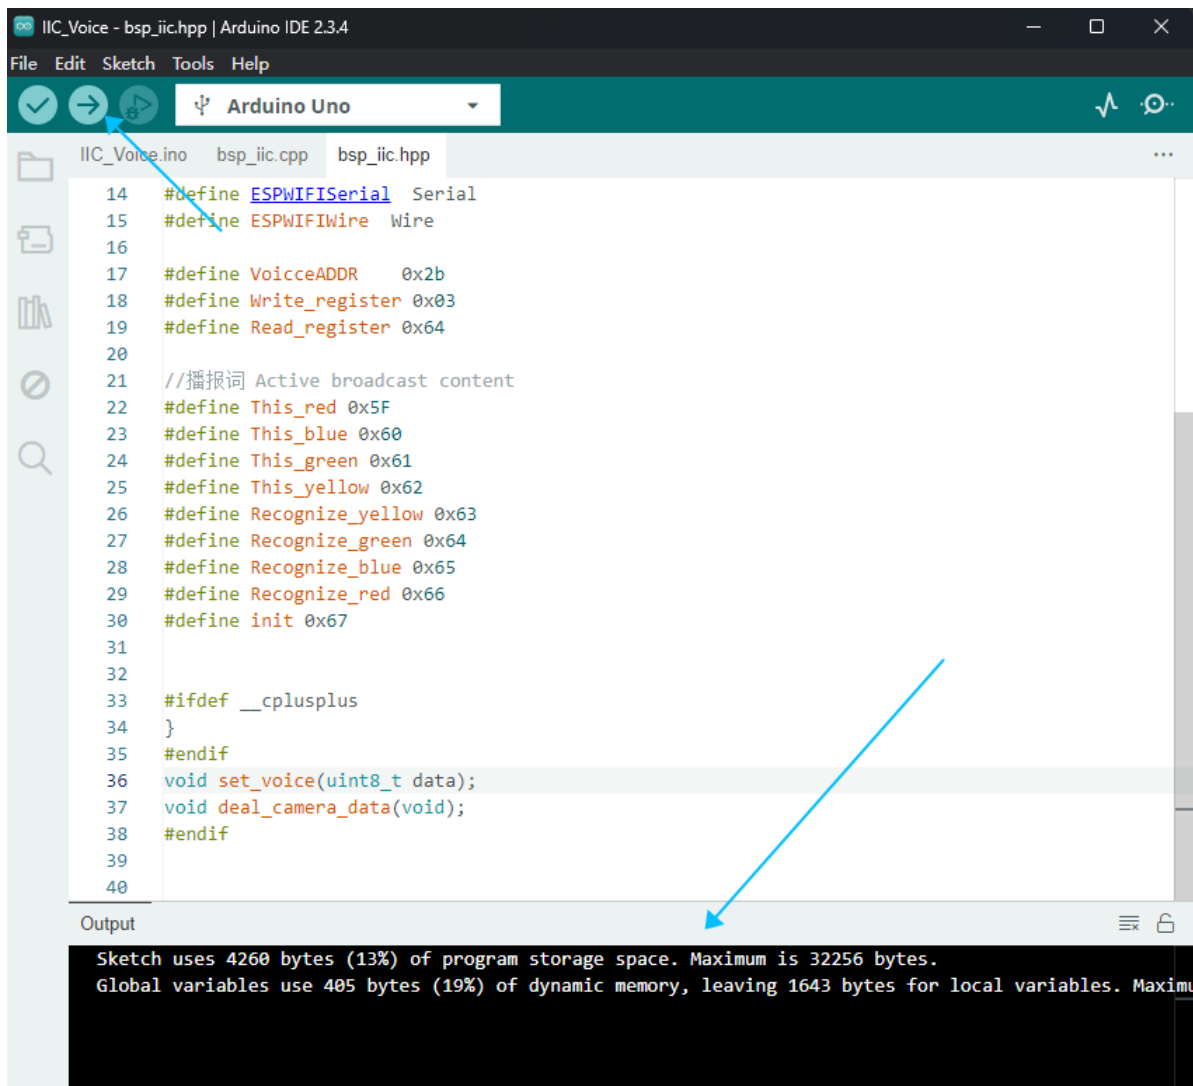 IIC_Voice - bsp_iic.hpp | Arduino IDE 2.3.4
File Edit Sketch Tools Help
Arduino Uno
IIC_Voice.ino bsp_iic.cpp bsp_iic.hpp
14 #define ESPWIFISerial Serial
15 #define ESPWIFIWire Wire
16
17 #define VoicceADDR 0x2b
18 #define Write_register 0x03
19 #define Read_register 0x64
20
21 //播报词 Active broadcast content
22 #define This_red 0x5F
23 #define This_blue 0x60
24 #define This_green 0x61
25 #define This_yellow 0x62
26 #define Recognize_yellow 0x63
27 #define Recognize_green 0x64
28 #define Recognize_blue 0x65
29 #define Recognize_red 0x66
30 #define init 0x67
31
32
33 #ifdef __cplusplus
34 }
35 #endif
36 void set_voice(uint8_t data);
37 void deal_camera_data(void);
38 #endif
39
40
Output
Sketch uses 4260 bytes (13%) of program storage space. Maximum is 32256 bytes.
Global variables use 405 bytes (19%) of dynamic memory, leaving 1643 bytes for local variables. Maximu